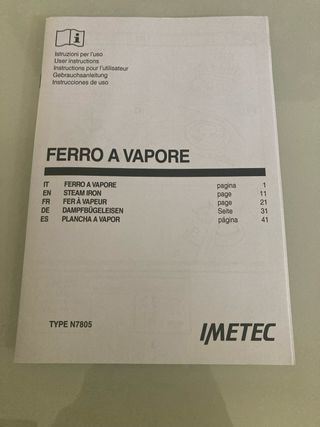 Istruzioni per l'uso
User instructions
Instructions pour l'utilisateur
Gebrauchsanleitung
Instrucciones de uso
FERRO A VAPORE
IT FERRO A VAPORE pagina 1
EN STEAM IRON page 11
FR FER À VAPEUR page 21
DE DAMPFBÜGELEISEN Seite 31
ES PLANCHA A VAPOR página 41
TYPE N7805
IMETEC